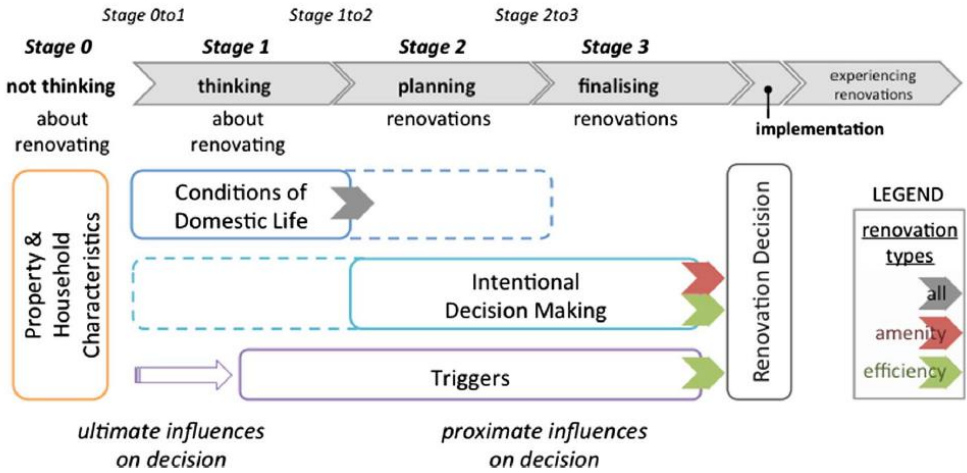 Stage 0to1
Stage 1to2
Stage 2to3
Stage 0
Stage 1
Stage 2
Stage 3
not thinking
thinking
planning
finalising
experiencing
renovations
about
renovating
about
renovating
renovations
renovations
implementation
Property &
Household
Characteristics
Conditions of
Domestic Life
Intentional
Decision Making
Triggers
Renovation Decision
LEGEND
renovation
types
all
amenity
efficiency
ultimate influences
on decision
proximate influences
on decision